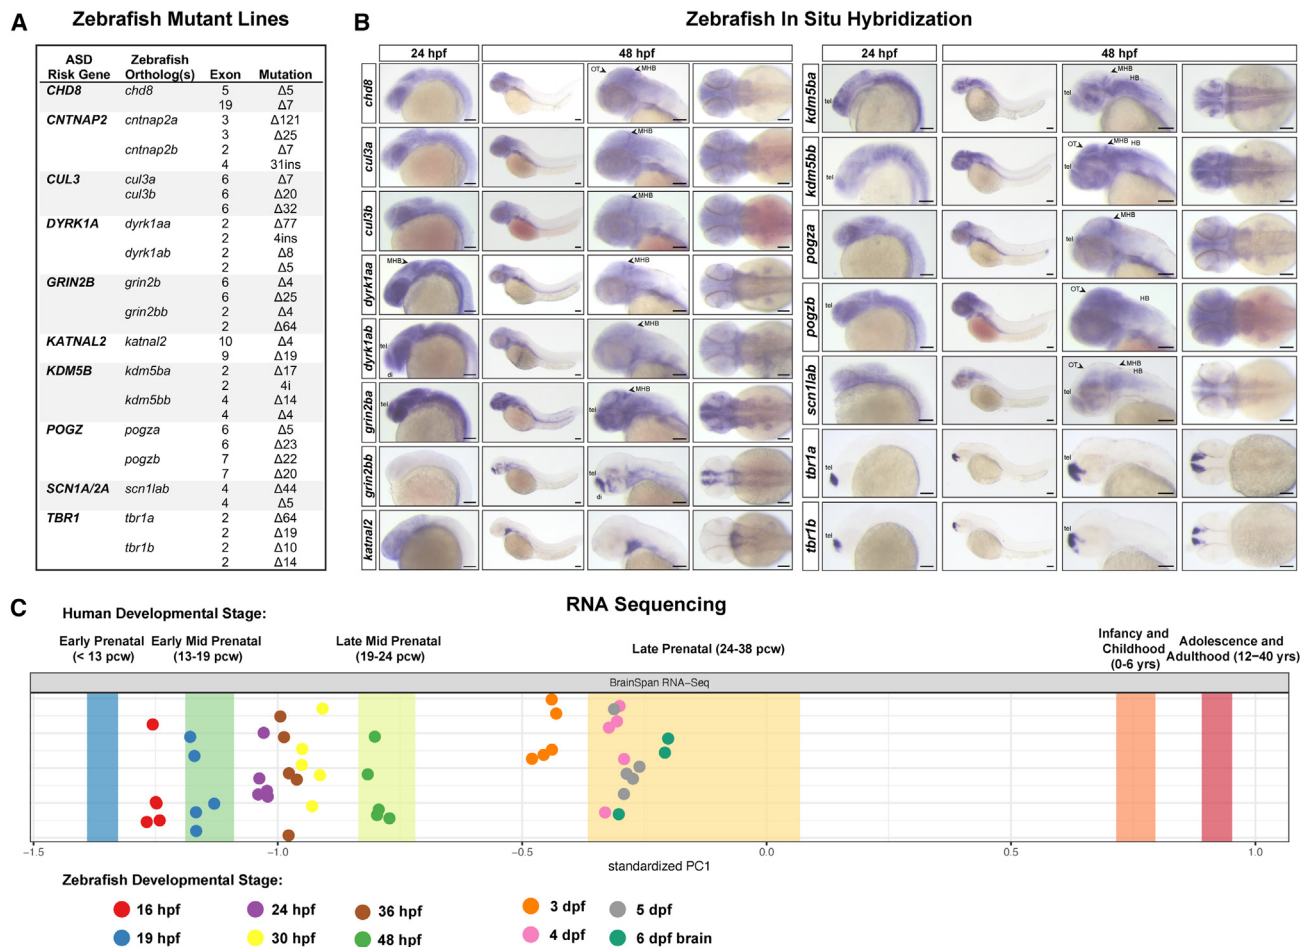 A
Zebrafish Mutant Lines
ASD Risk Gene Zebrafish Ortholog(s) Exon Mutation
CHD8 chd8 5 Δ5
19 Δ7
CNTNAP2 cntnap2a 3 Δ121
3 Δ25
cntnap2b 2 Δ7
4 31ins
CUL3 cul3a 6 Δ7
cul3b 6 Δ20
6 Δ32
DYRK1A dyrk1aa 2 Δ77
2 4ins
dyrk1ab 2 Δ8
2 Δ5
GRIN2B grin2b 6 Δ4
6 Δ25
grin2bb 2 Δ4
2 Δ64
KATNAL2 katnal2 10 Δ4
9 Δ19
KDM5B kdm5ba 2 Δ17
2 4i
kdm5bb 4 Δ14
4 Δ4
POGZ pogza 6 Δ5
6 Δ23
pogzb 7 Δ22
7 Δ20
SCN1A/2A scn1lab 4 Δ44
4 Δ5
TBR1 tbr1a 2 Δ64
2 Δ19
tbr1b 2 Δ10
2 Δ14
B
Zebrafish In Situ Hybridization
24 hpf 48 hpf
chd8 OT MHB
cul3a MHB
cul3b MHB
dyrk1aa MHB MHB
dyrk1ab tel di MHB
grin2ba tel tel MHB
grin2bb tel di
katnal2
24 hpf 48 hpf
kdm5ba tel tel MHB HB
kdm5bb tel OT MHB HB tel
pogza tel MHB
pogzb tel OT HB
scn1lab OT MHB HB tel
tbr1a tel tel
tbr1b tel tel
C
RNA Sequencing
Human Developmental Stage:
Early Prenatal (< 13 pcw)
Early Mid Prenatal (13-19 pcw)
Late Mid Prenatal (19-24 pcw)
Late Prenatal (24-38 pcw)
Infancy and Childhood (0-6 yrs)
Adolescence and Adulthood (12−40 yrs)
BrainSpan RNA−Seq
−1.5 −1.0 −0.5 0.0 0.5 1.0
standardized PC1
Zebrafish Developmental Stage:
16 hpf 24 hpf 36 hpf 3 dpf 5 dpf
19 hpf 30 hpf 48 hpf 4 dpf 6 dpf brain